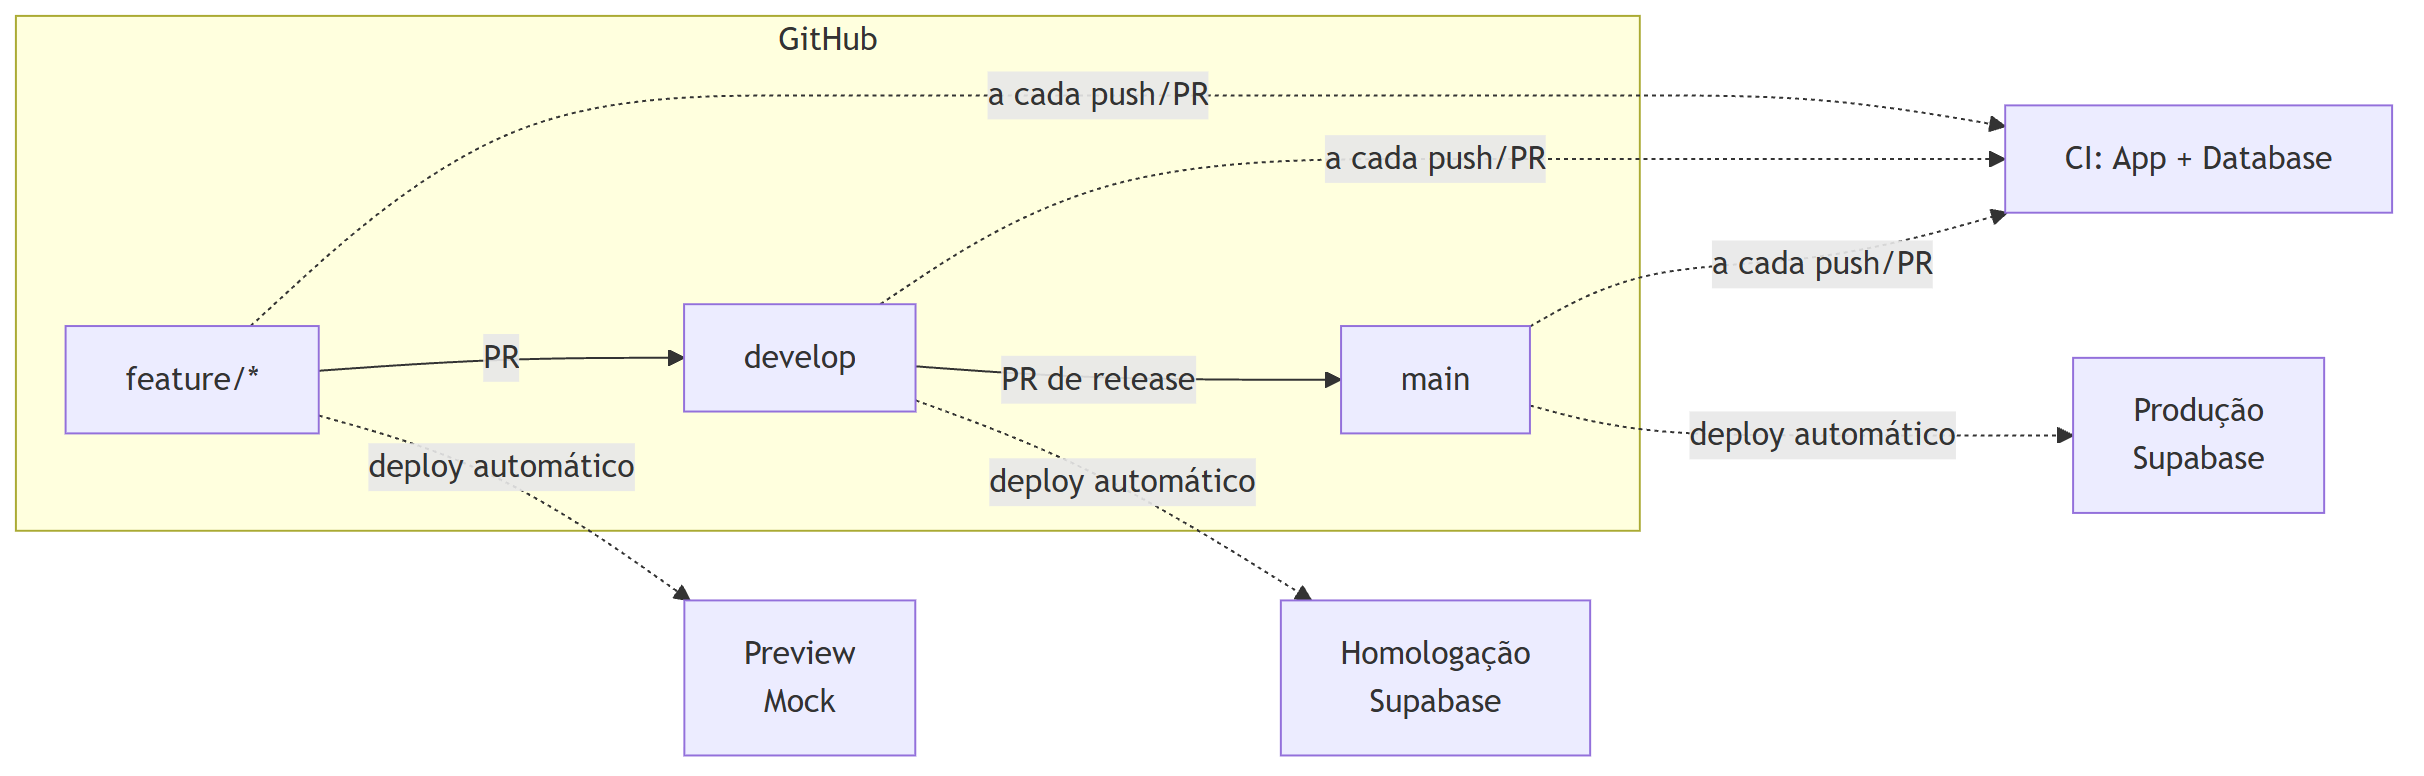 GitHub
a cada push/PR
a cada push/PR
CI: App + Database
a cada push/PR
feature/*
PR
develop
PR de release
main
deploy automático
deploy automático
deploy automático
Produção
Supabase
Preview
Mock
Homologação
Supabase